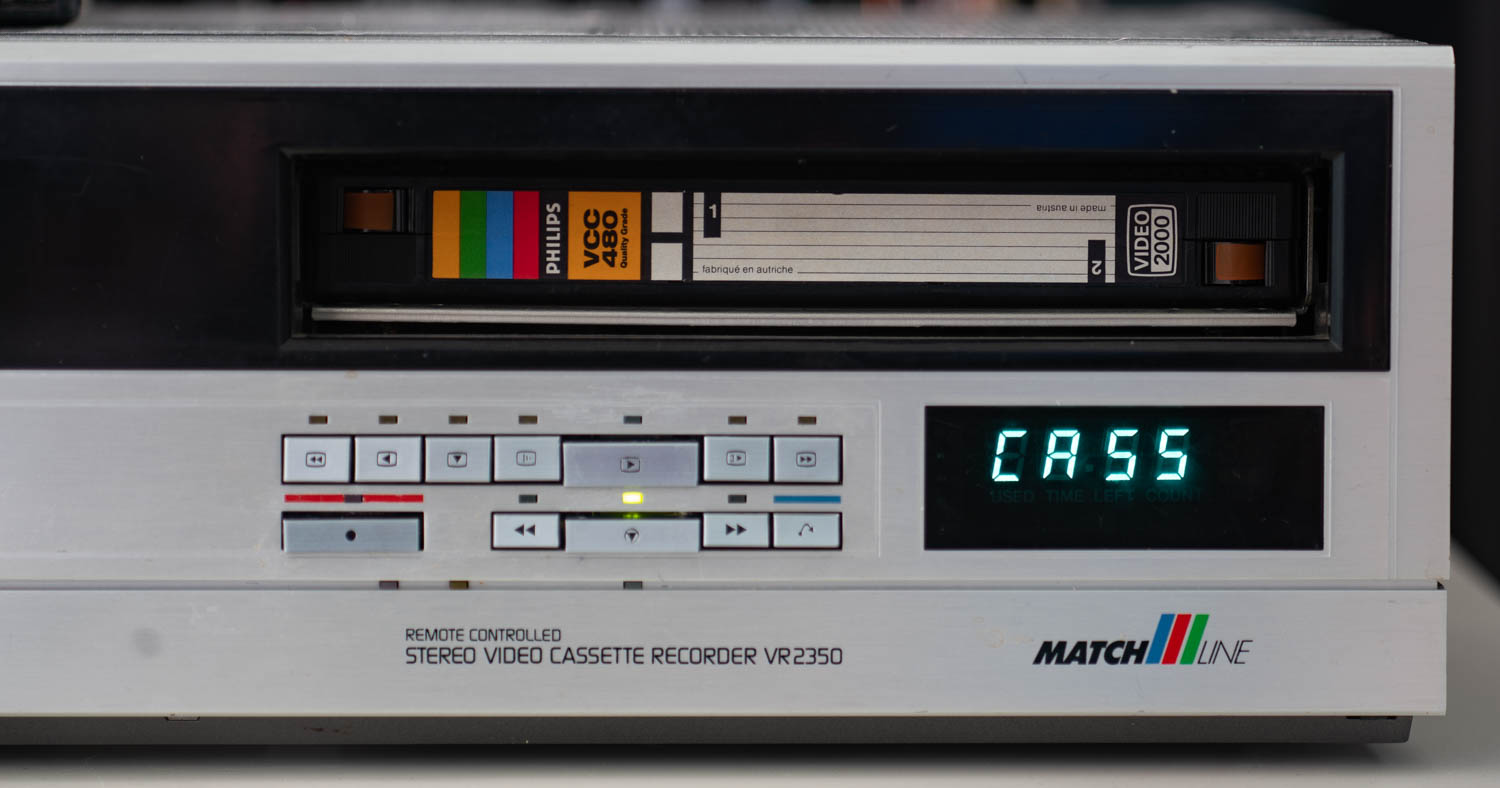 PHILIPS
VCC
480
Quality Grade
1
fabriqué en autriche
made in austria
2
VIDEO
2000
CASS
USED TIME LEFT COUNT
REMOTE CONTROLLED
STEREO VIDEO CASSETTE RECORDER VR2350
MATCH LINE